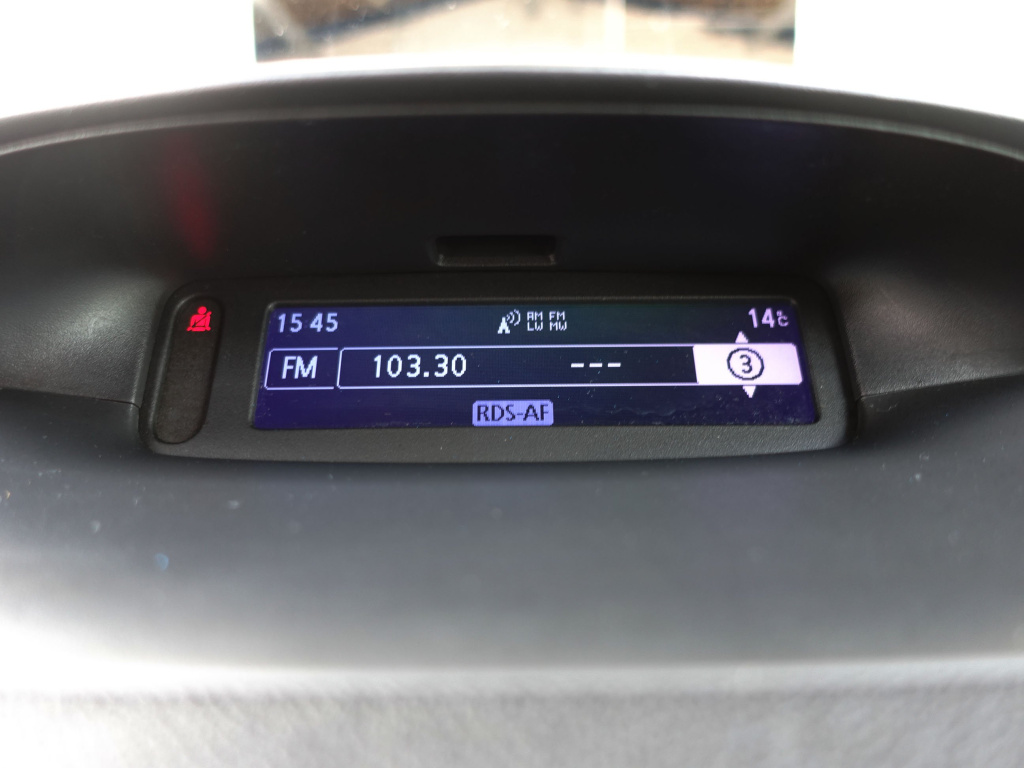 15 45 AM FM 14°C
LW MW
FM 103.30 --- 3
RDS-AF